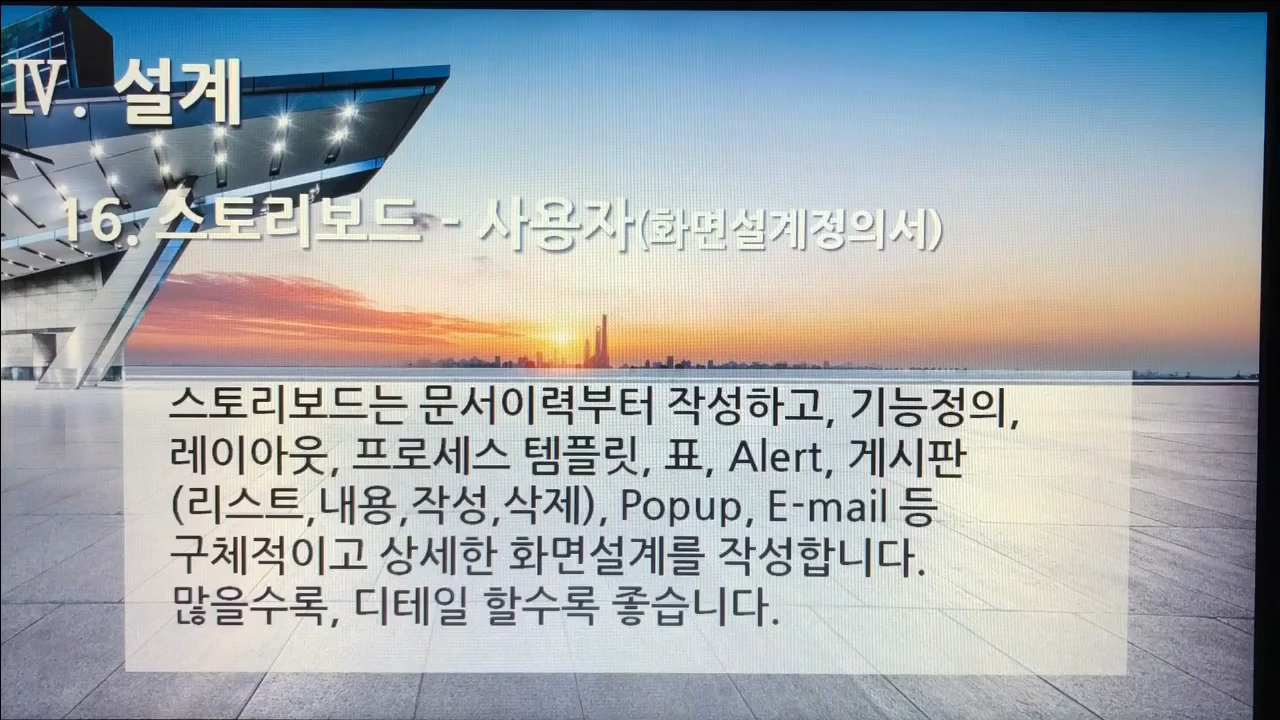 Ⅳ. 설계
16. 스토리보드 - 사용자(화면설계정의서)
스토리보드는 문서이력부터 작성하고, 기능정의,
레이아웃, 프로세스 템플릿, 표, Alert, 게시판
(리스트,내용,작성,삭제), Popup, E-mail 등
구체적이고 상세한 화면설계를 작성합니다.
많을수록, 디테일 할수록 좋습니다.